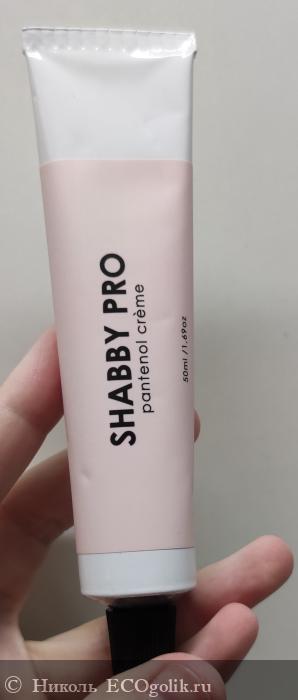 SHABBY PRO
pantenol crème
50ml /1.69oz
© Николь ECOgolik.ru